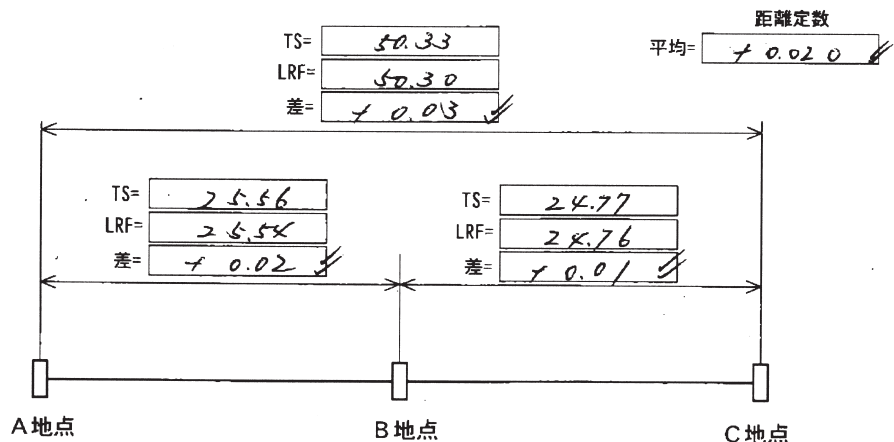 距離定数
平均= + 0.020
TS= 50.33
LRF= 50.30
差= + 0.03
TS= 25.56
LRF= 25.54
差= + 0.02
TS= 24.77
LRF= 24.76
差= + 0.01
A地点
B地点
C地点